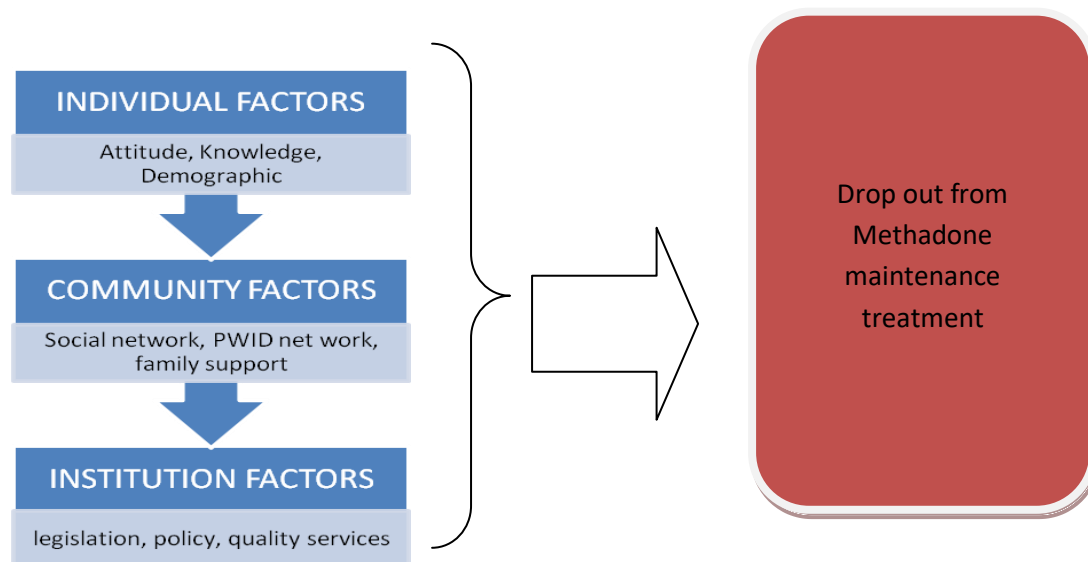 INDIVIDUAL FACTORS
Attitude, Knowledge,
Demographic
COMMUNITY FACTORS
Social network, PWID net work,
family support
INSTITUTION FACTORS
legislation, policy, quality services
Drop out from
Methadone
maintenance
treatment